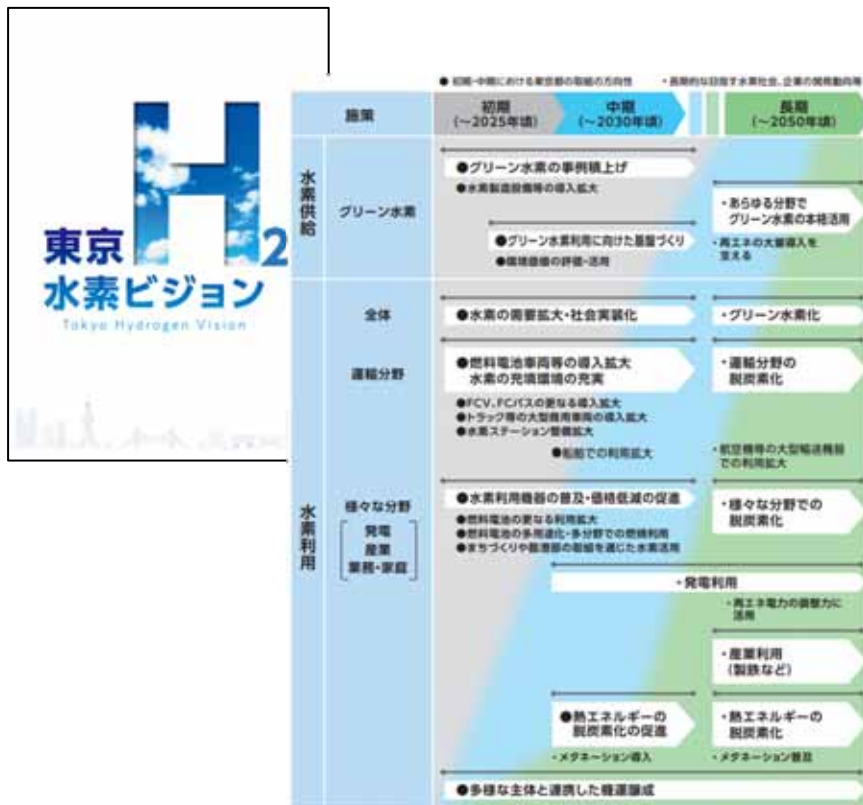 東京
H2
水素ビジョン
Tokyo Hydrogen Vision
●初期・中期における東京都の取組の方向性 ・長期的な目指す水素社会、企業の開発動向等
施策
初期
(～2025年頃)
中期
(～2030年頃)
長期
(～2050年頃)
水素供給
グリーン水素
●グリーン水素の事例積上げ
●水素製造設備等の導入拡大
●グリーン水素利用に向けた基盤づくり
●環境価値の評価・活用
・あらゆる分野で
グリーン水素の本格活用
・再エネの大量導入を
支える
水素利用
全体
●水素の需要拡大・社会実装化
・グリーン水素化
運輸分野
●燃料電池車両等の導入拡大
水素の充填環境の充実
●FCV、FCバスの更なる導入拡大
●トラック等の大型商用車両の導入拡大
●水素ステーション整備拡大
●船舶での利用拡大
・運輸分野の
脱炭素化
・航空機等の大型輸送機器
での利用拡大
様々な分野
発電
産業
業務・家庭
●水素利用機器の普及・価格低減の促進
●燃料電池の更なる利用拡大
●燃料電池の多用途化・多分野での燃焼利用
●まちづくりや臨港部の取組を通じた水素活用
・様々な分野での
脱炭素化
・発電利用
・再エネ電力の調整力に
活用
・産業利用
(製鉄など)
●熱エネルギーの
脱炭素化の促進
・メタネーション導入
・熱エネルギーの
脱炭素化
・メタネーション普及
●多様な主体と連携した機運醸成